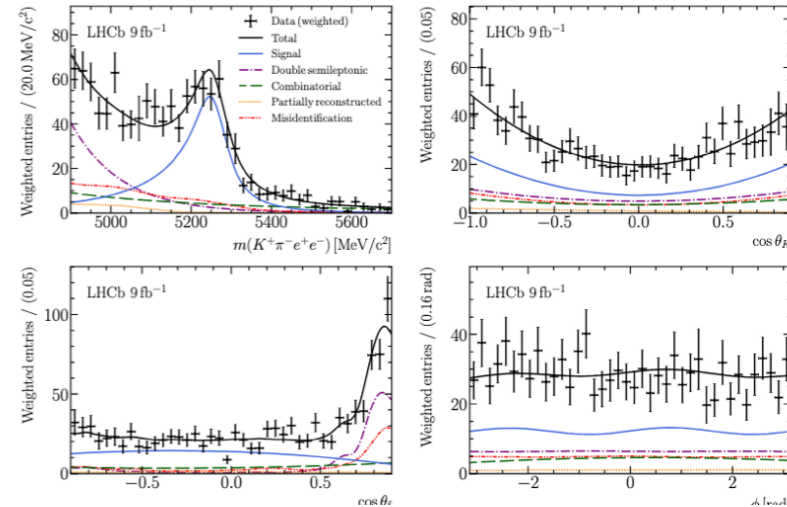 Weighted entries / (20.0 MeV/c²)
80
60
40
20
0
LHCb 9 fb⁻¹
Data (weighted)
Total
Signal
Double semileptonic
Combinatorial
Partially reconstructed
Misidentification
5000 5200 5400 5600
m(K⁺π⁻e⁺e⁻) [MeV/c²]
Weighted entries / (0.05)
80
60
40
20
0
LHCb 9 fb⁻¹
−1.0 −0.5 0.0 0.5
cos θ
Weighted entries / (0.05)
100
50
0
LHCb 9 fb⁻¹
−0.5 0.0 0.5
cos θ
Weighted entries / (0.16 rad)
40
20
0
LHCb 9 fb⁻¹
−2 0 2
ϕ [rad]